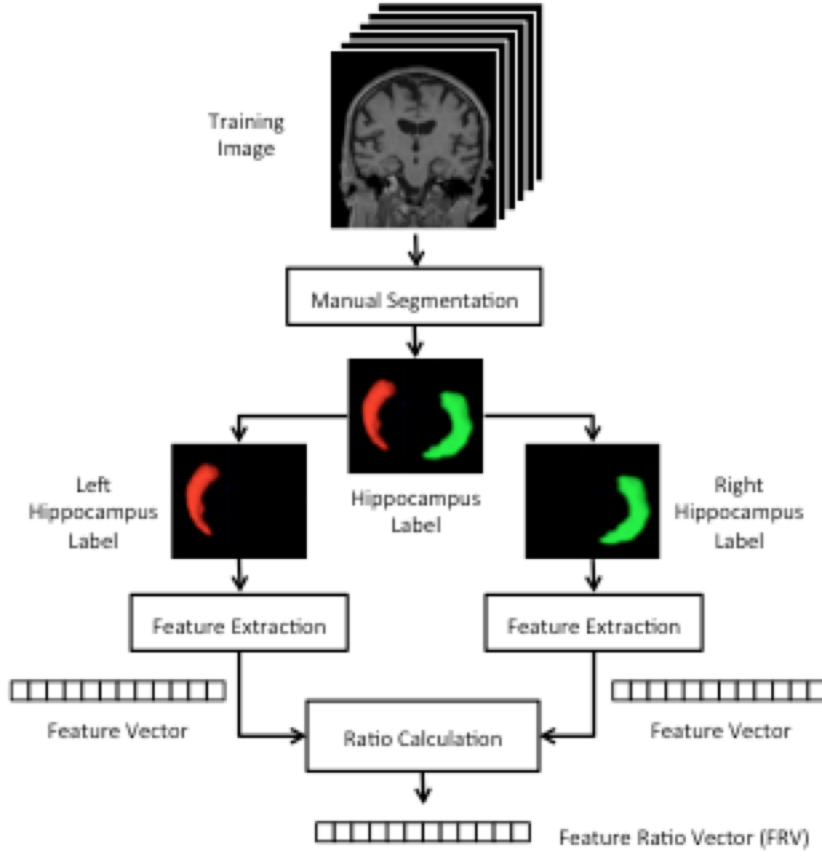 Training
Image
Manual Segmentation
Left
Hippocampus
Label
Hippocampus
Label
Right
Hippocampus
Label
Feature Extraction
Feature Extraction
Feature Vector
Ratio Calculation
Feature Vector
Feature Ratio Vector (FRV)